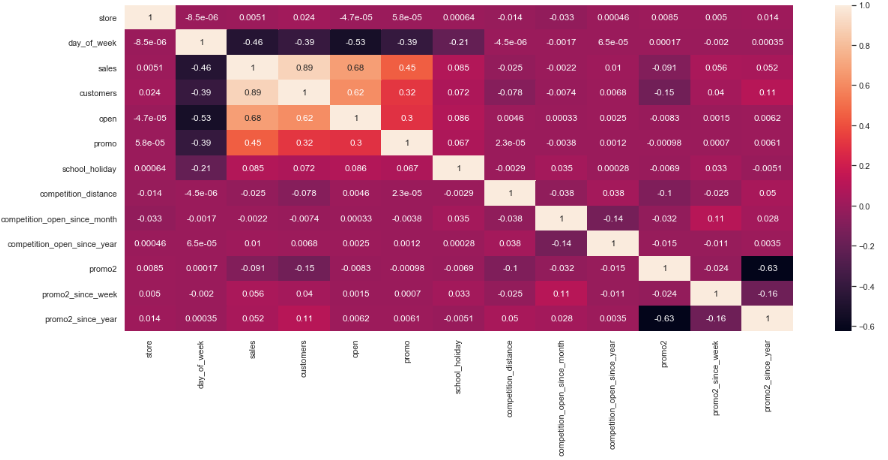 store 1 -8.5e-06 0.0051 0.024 -4.7e-05 5.8e-05 0.00064 -0.014 -0.033 0.00046 0.0085 0.005 0.014
day_of_week -8.5e-06 1 -0.46 -0.39 -0.53 -0.39 -0.21 -4.5e-06 -0.0017 6.5e-05 0.00017 -0.002 0.00035
sales 0.0051 -0.46 1 0.89 0.68 0.45 0.085 -0.025 -0.0022 0.01 -0.091 0.056 0.052
customers 0.024 -0.39 0.89 1 0.62 0.32 0.072 -0.078 -0.0074 0.0068 -0.15 0.04 0.11
open -4.7e-05 -0.53 0.68 0.62 1 0.3 0.086 0.0046 0.00033 0.0025 -0.0083 0.0015 0.0062
promo 5.8e-05 -0.39 0.45 0.32 0.3 1 0.067 2.3e-05 -0.0038 0.0012 -0.00098 0.0007 0.0061
school_holiday 0.00064 -0.21 0.085 0.072 0.086 0.067 1 -0.0029 0.035 0.00028 -0.0069 0.033 -0.0051
competition_distance -0.014 -4.5e-06 -0.025 -0.078 0.0046 2.3e-05 -0.0029 1 -0.038 0.038 -0.1 -0.025 0.05
competition_open_since_month -0.033 -0.0017 -0.0022 -0.0074 0.00033 -0.0038 0.035 -0.038 1 -0.14 -0.032 0.11 0.028
competition_open_since_year 0.00046 6.5e-05 0.01 0.0068 0.0025 0.0012 0.00028 0.038 -0.14 1 -0.015 -0.011 0.0035
promo2 0.0085 0.00017 -0.091 -0.15 -0.0083 -0.00098 -0.0069 -0.1 -0.032 -0.015 1 -0.024 -0.63
promo2_since_week 0.005 -0.002 0.056 0.04 0.0015 0.0007 0.033 -0.025 0.11 -0.011 -0.024 1 -0.16
promo2_since_year 0.014 0.00035 0.052 0.11 0.0062 0.0061 -0.0051 0.05 0.028 0.0035 -0.63 -0.16 1
store
day_of_week
sales
customers
open
promo
school_holiday
competition_distance
competition_open_since_month
competition_open_since_year
promo2
promo2_since_week
promo2_since_year
1.0
0.8
0.6
0.4
0.2
0.0
-0.2
-0.4
-0.6